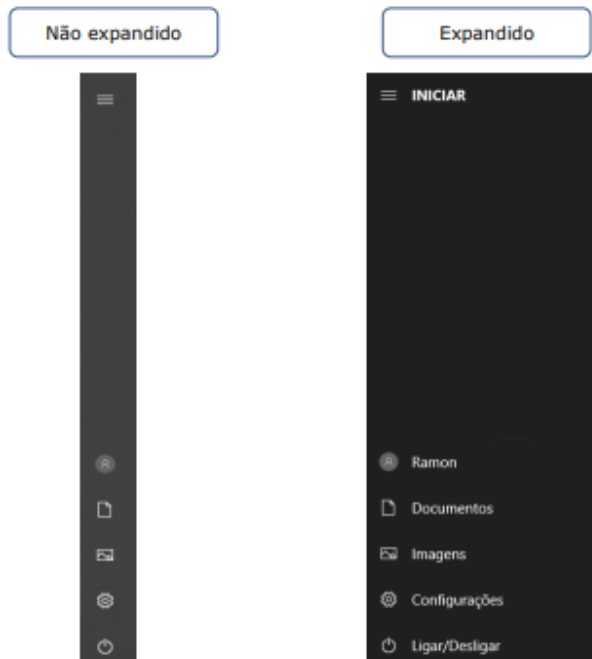 Não expandido
Expandido
INICIAR
Ramon
Documentos
Imagens
Configurações
Ligar/Desligar